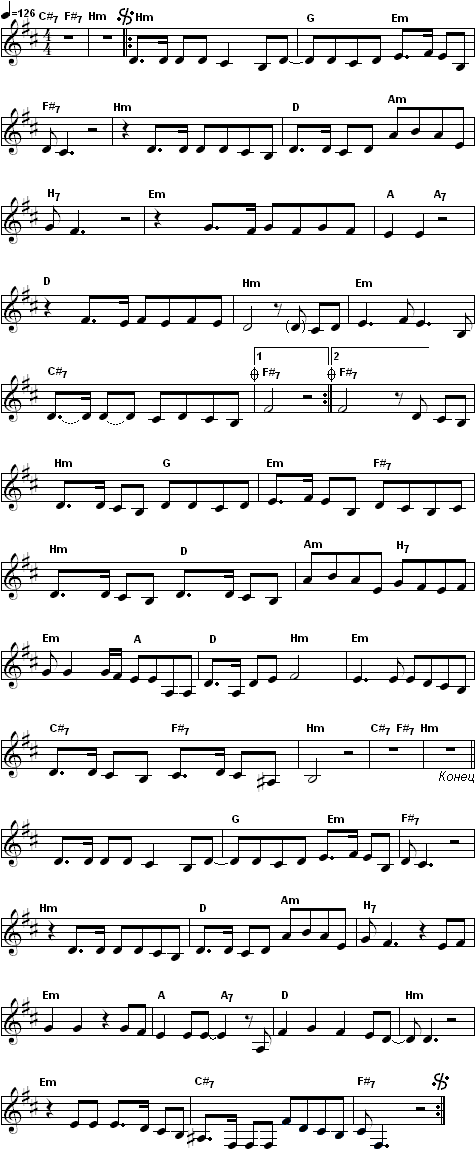 ♩=126 C#7 F#7 Hm Hm G Em
4 4
F#7 Hm D Am
H7 Em A A7
D Hm Em
C#7 1 F#7 2 F#7
Hm G Em F#7
Hm D Am H7
Em A D Hm Em
C#7 F#7 Hm C#7 F#7 Hm
Конец
G Em F#7
Hm D Am H7
Em A A7 D Hm
Em C#7 F#7